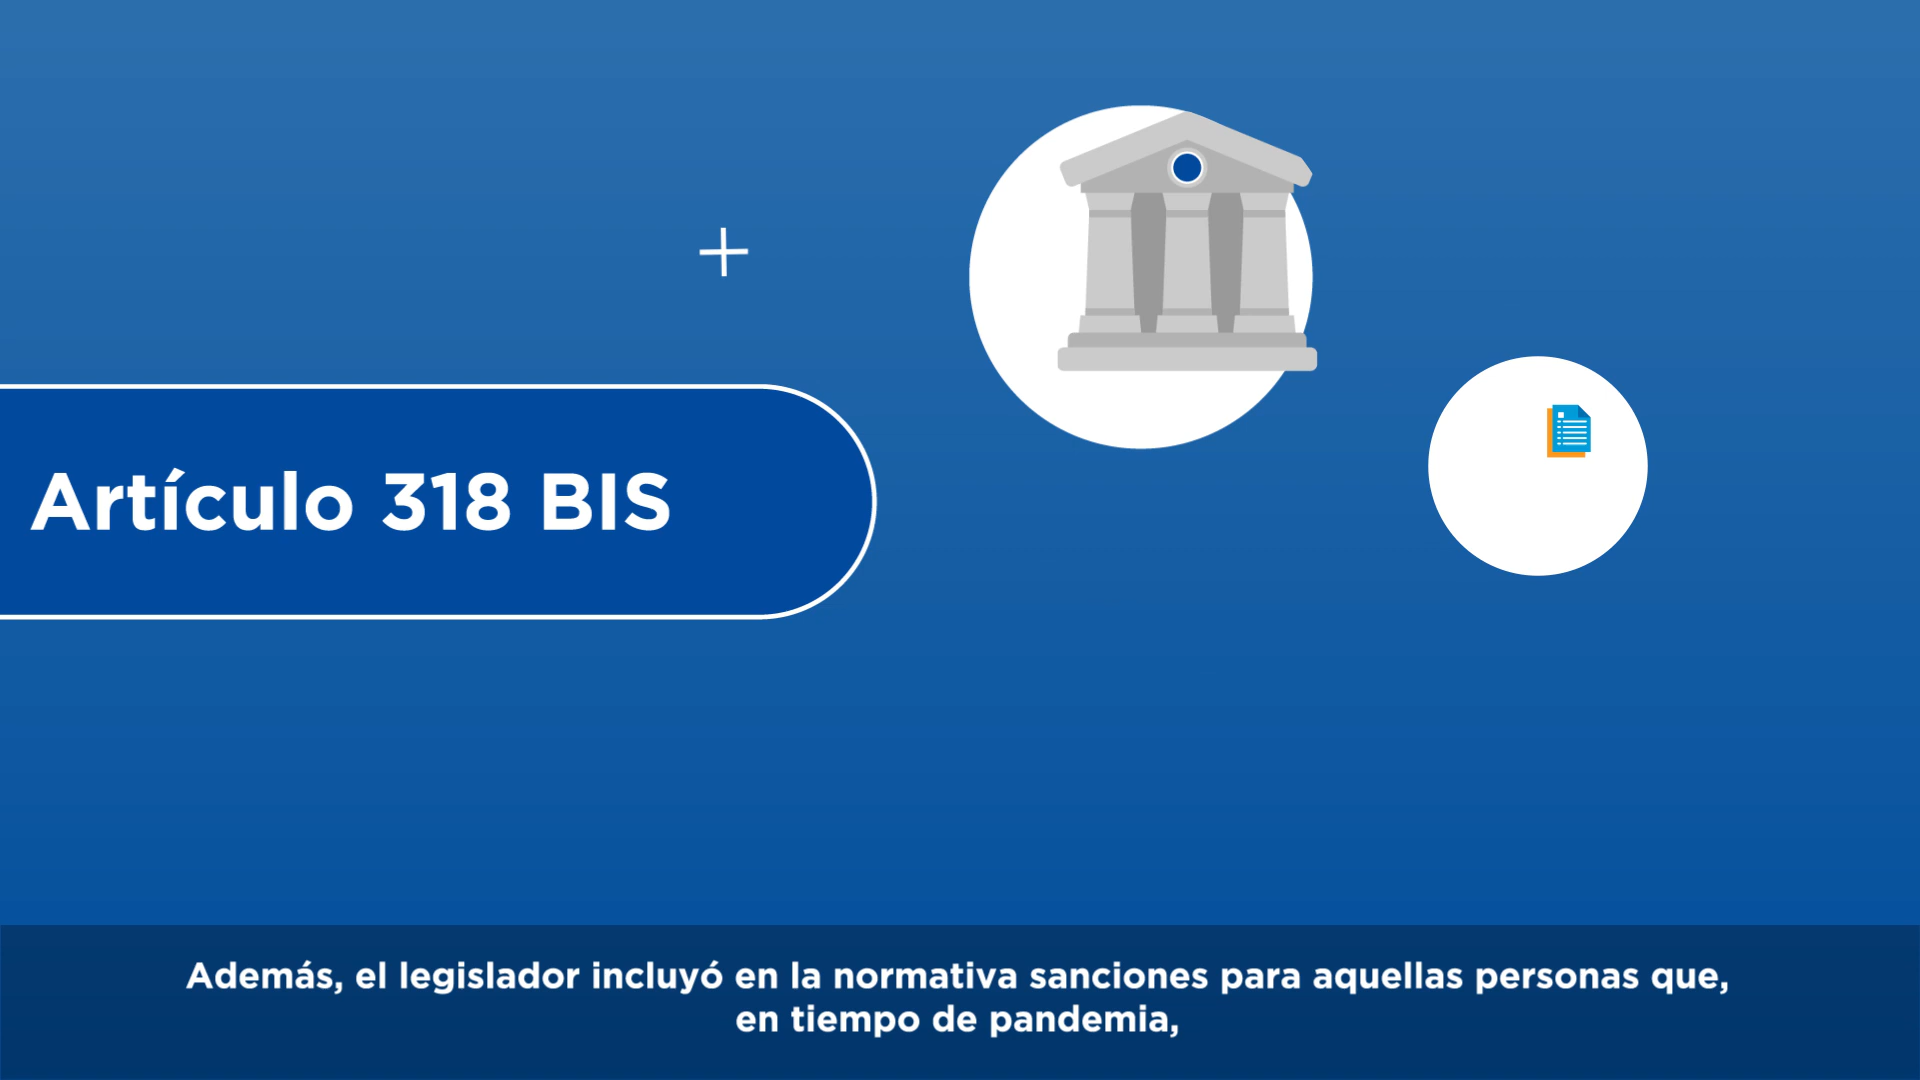 Artículo 318 BIS
Además, el legislador incluyó en la normativa sanciones para aquellas personas que,
en tiempo de pandemia,